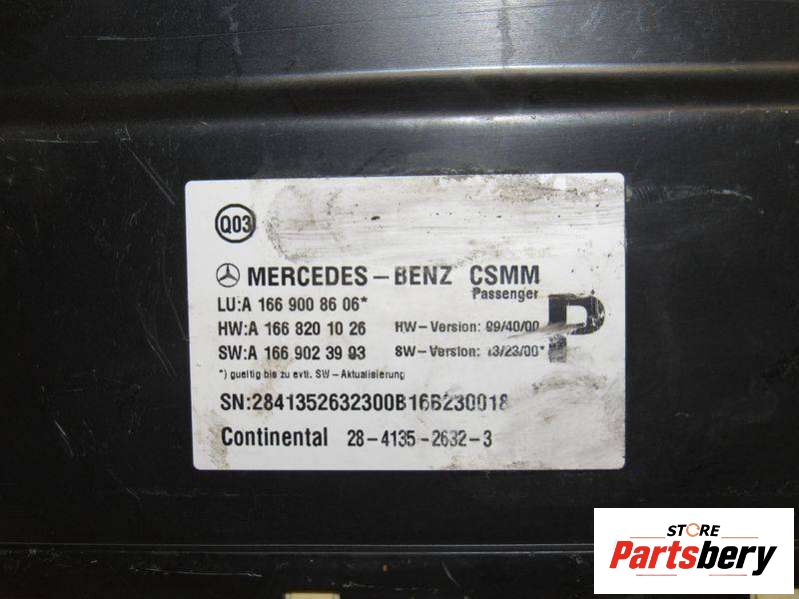 Q03
MERCEDES-BENZ CSMM
Passenger
P
LU:A 166 900 86 06*
HW:A 166 820 10 26 HW-Version: 09/40/00
SW:A 166 902 39 93 SW-Version: 13/23/00*
*) gueltig bis zu evtl. SW-Aktualisierung
SN:2841352632300B16B230018
Continental 28-4135-2632-3
STORE
Partsbery